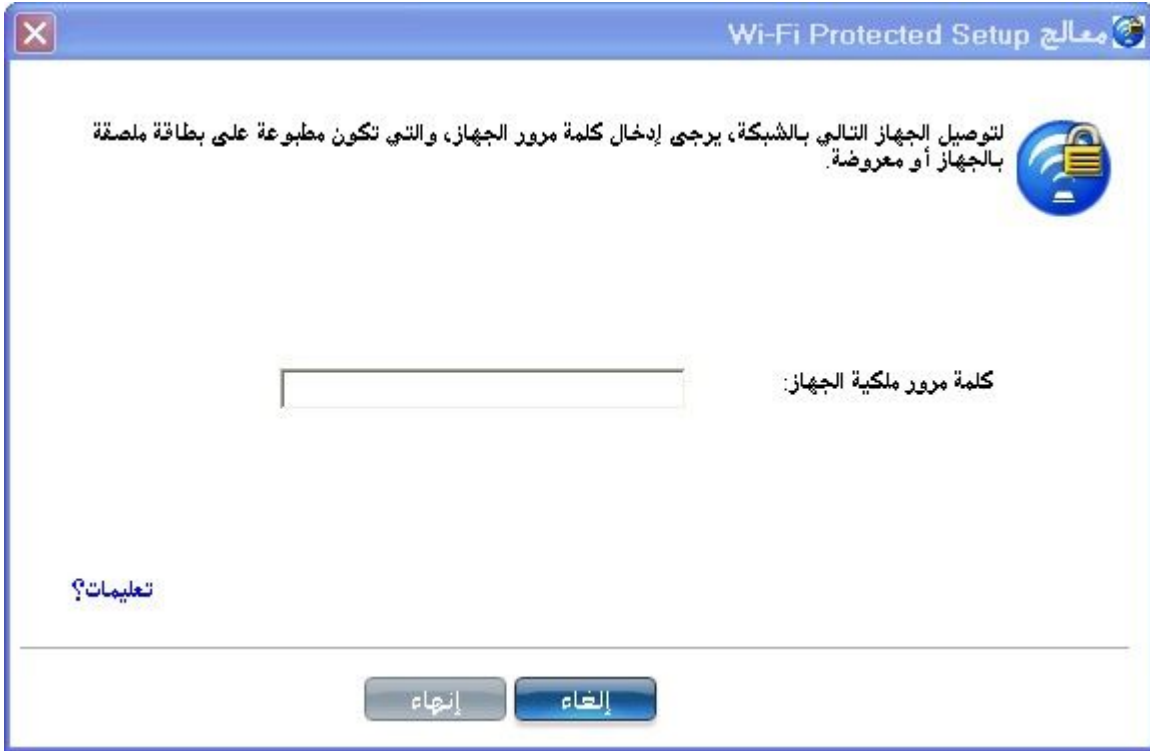 معالج Wi-Fi Protected Setup
لتوصيل الجهاز التالي بالشبكة، يرجى إدخال كلمة مرور الجهاز، والتي تكون مطبوعة على بطاقة ملصقة
بالجهاز أو معروضة.
كلمة مرور ملكية الجهاز:
تعليمات؟
إلغاء
إنهاء